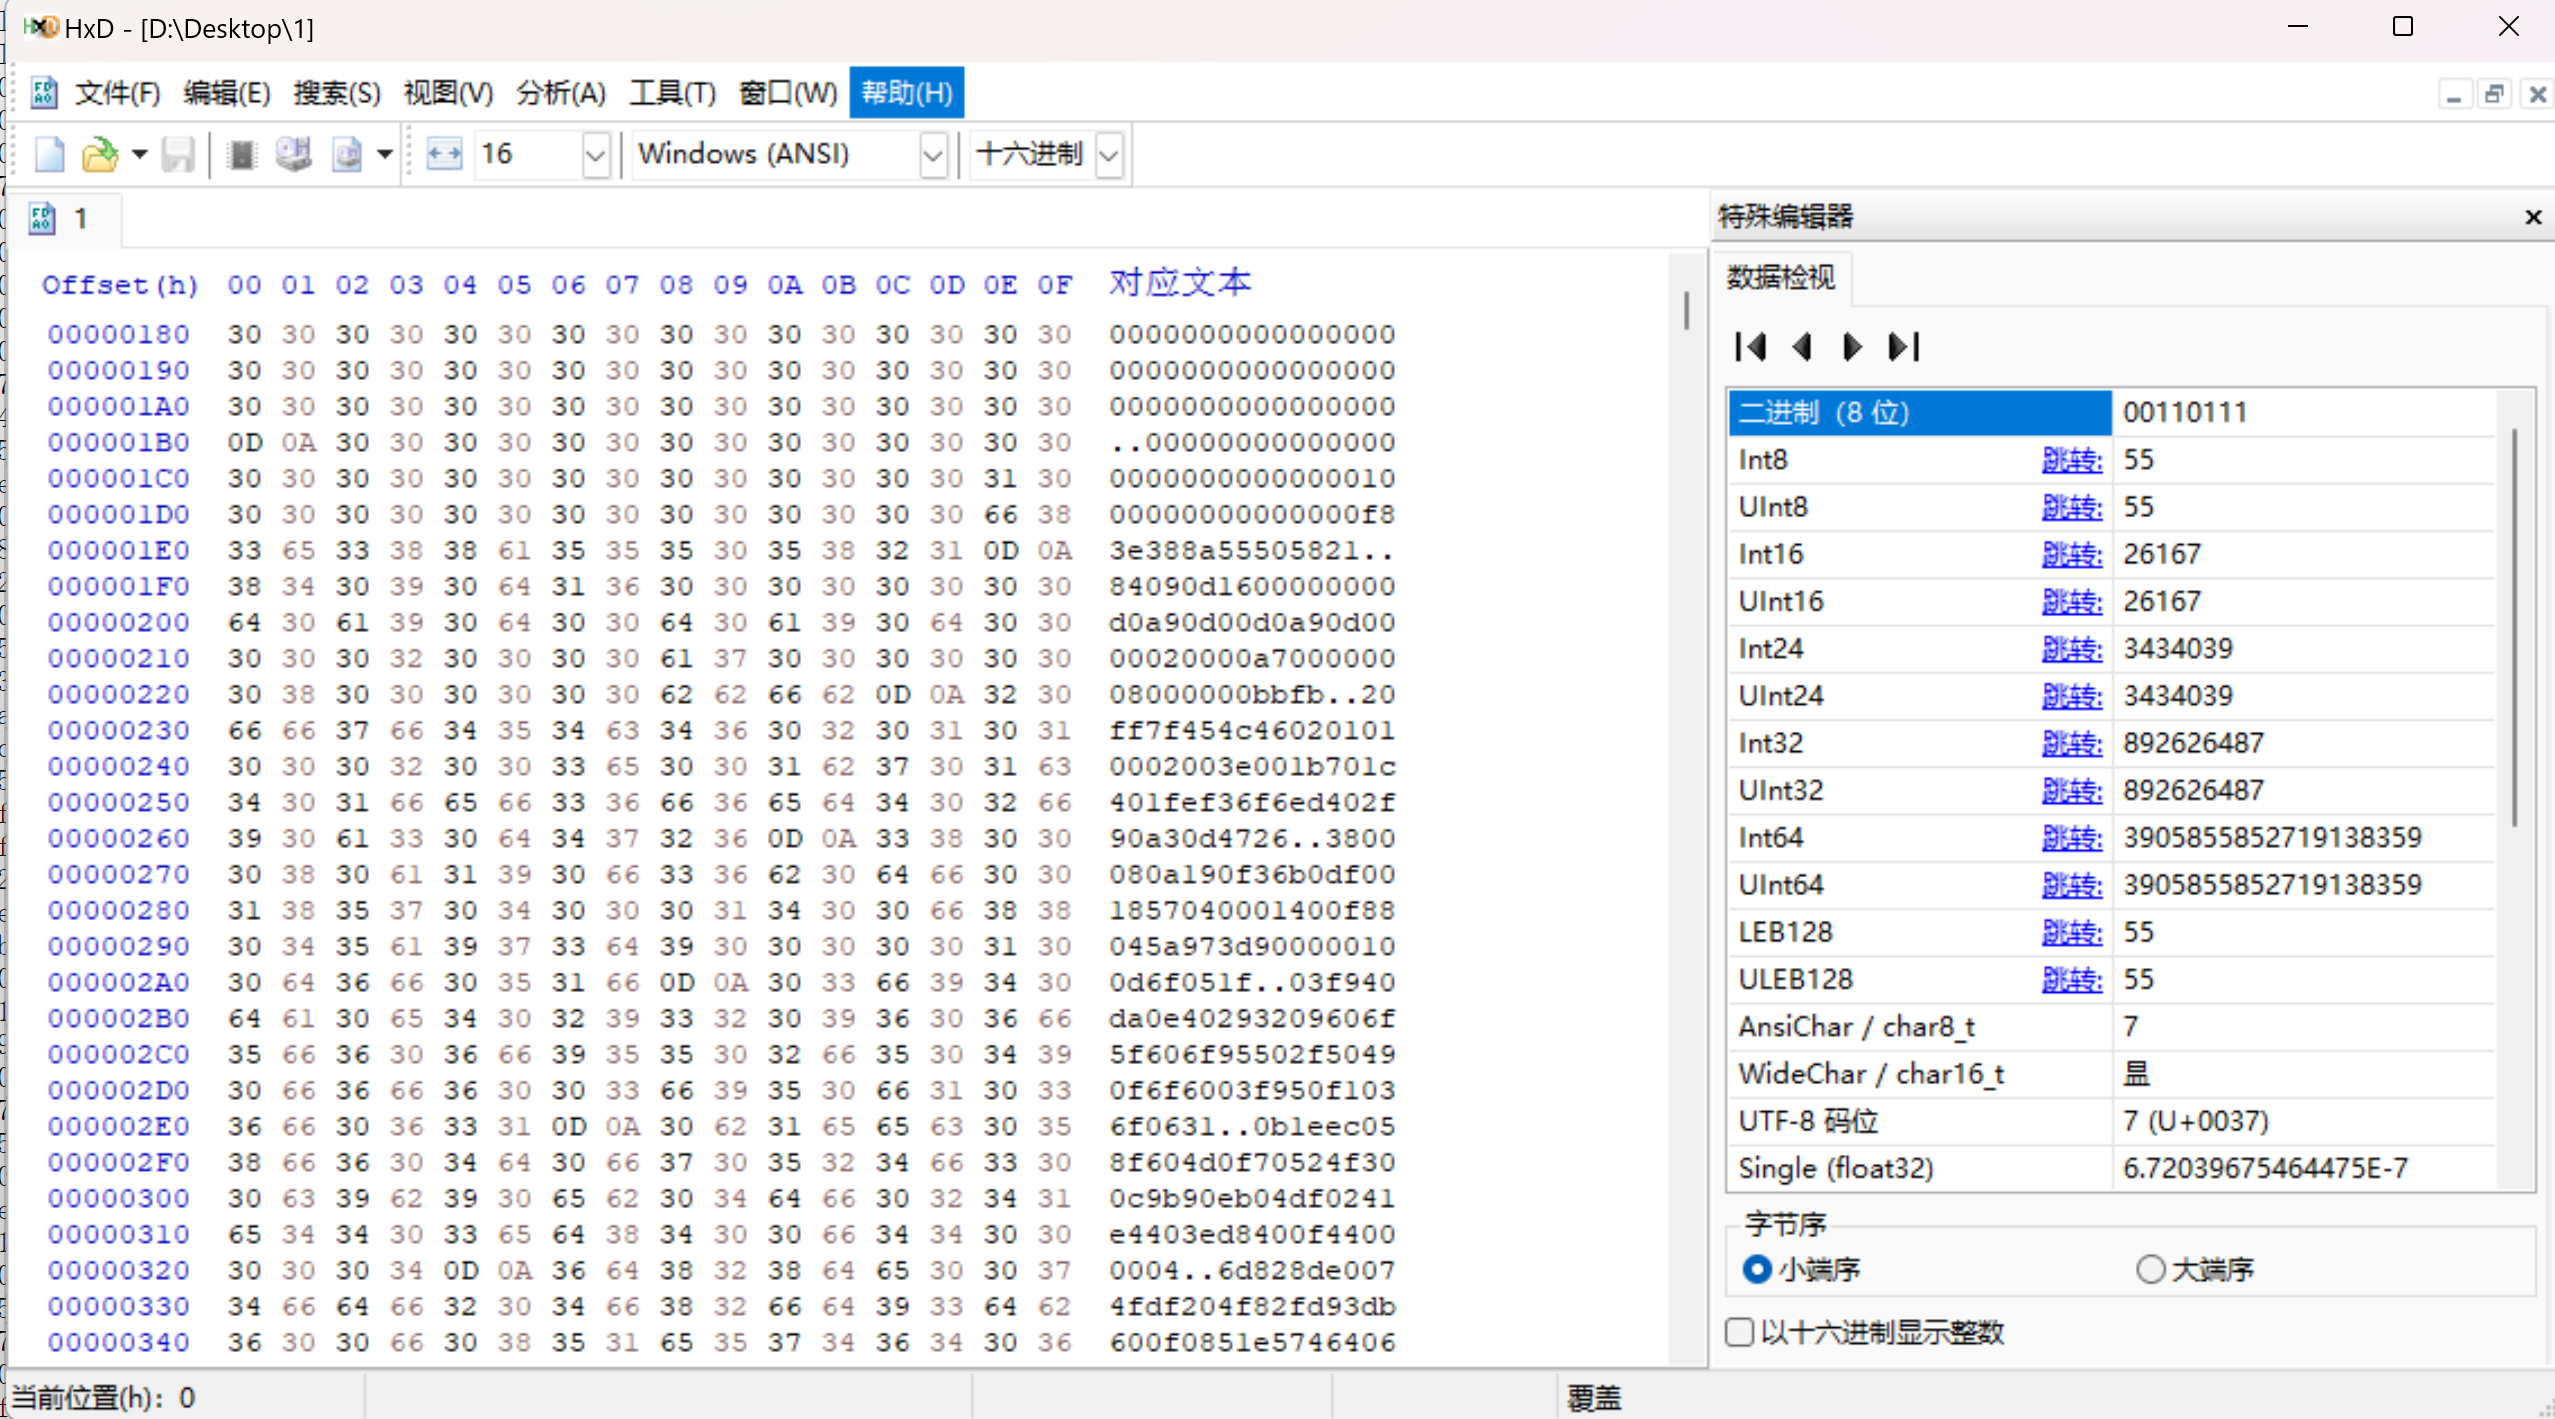 HxD - [D:\Desktop\1]
文件(F) 编辑(E) 搜索(S) 视图(V) 分析(A) 工具(T) 窗口(W) 帮助(H)
16 Windows (ANSI) 十六进制
1
Offset(h) 00 01 02 03 04 05 06 07 08 09 0A 0B 0C 0D 0E 0F 对应文本
00000180 30 30 30 30 30 30 30 30 30 30 30 30 30 30 30 30 0000000000000000
00000190 30 30 30 30 30 30 30 30 30 30 30 30 30 30 30 30 0000000000000000
000001A0 30 30 30 30 30 30 30 30 30 30 30 30 30 30 30 30 0000000000000000
000001B0 0D 0A 30 30 30 30 30 30 30 30 30 30 30 30 30 30 ..00000000000000
000001C0 30 30 30 30 30 30 30 30 30 30 30 30 30 30 31 30 0000000000000010
000001D0 30 30 30 30 30 30 30 30 30 30 30 30 30 30 66 38 00000000000000f8
000001E0 33 65 33 38 38 61 35 35 35 30 35 38 32 31 0D 0A 3e388a55505821..
000001F0 38 34 30 39 30 64 31 36 30 30 30 30 30 30 30 30 84090d1600000000
00000200 64 30 61 39 30 64 30 30 64 30 61 39 30 64 30 30 d0a90d00d0a90d00
00000210 30 30 30 32 30 30 30 30 61 37 30 30 30 30 30 30 00020000a7000000
00000220 30 38 30 30 30 30 30 30 62 62 66 62 0D 0A 32 30 08000000bbfb..20
00000230 66 66 37 66 34 35 34 63 34 36 30 32 30 31 30 31 ff7f454c46020101
00000240 30 30 30 32 30 30 33 65 30 30 31 62 37 30 31 63 0002003e001b701c
00000250 34 30 31 66 65 66 33 36 66 36 65 64 34 30 32 66 401fef36f6ed402f
00000260 39 30 61 33 30 64 34 37 32 36 0D 0A 33 38 30 30 90a30d4726..3800
00000270 30 38 30 61 31 39 30 66 33 36 62 30 64 66 30 30 080a190f36b0df00
00000280 31 38 35 37 30 34 30 30 30 31 34 30 30 66 38 38 1857040001400f88
00000290 30 34 35 61 39 37 33 64 39 30 30 30 30 30 31 30 045a973d90000010
000002A0 30 64 36 66 30 35 31 66 0D 0A 30 33 66 39 34 30 0d6f051f..03f940
000002B0 64 61 30 65 34 30 32 39 33 32 30 39 36 30 36 66 da0e40293209606f
000002C0 35 66 36 30 36 66 39 35 35 30 32 66 35 30 34 39 5f606f95502f5049
000002D0 30 66 36 66 36 30 30 33 66 39 35 30 66 31 30 33 0f6f6003f950f103
000002E0 36 66 30 36 33 31 0D 0A 30 62 31 65 65 63 30 35 6f0631..0b1eec05
000002F0 38 66 36 30 34 64 30 66 37 30 35 32 34 66 33 30 8f604d0f70524f30
00000300 30 63 39 62 39 30 65 62 30 34 64 66 30 32 34 31 0c9b90eb04df0241
00000310 65 34 34 30 33 65 64 38 34 30 30 66 34 34 30 30 e4403ed8400f4400
00000320 30 30 30 34 0D 0A 36 64 38 32 38 64 65 30 30 37 0004..6d828de007
00000330 34 66 64 66 32 30 34 66 38 32 66 64 39 33 64 62 4fdf204f82fd93db
00000340 36 30 30 66 30 38 35 31 65 35 37 34 36 34 30 36 600f0851e5746406
特殊编辑器
数据检视
二进制 (8 位) 00110111
Int8 跳转: 55
UInt8 跳转: 55
Int16 跳转: 26167
UInt16 跳转: 26167
Int24 跳转: 3434039
UInt24 跳转: 3434039
Int32 跳转: 892626487
UInt32 跳转: 892626487
Int64 跳转: 3905855852719138359
UInt64 跳转: 3905855852719138359
LEB128 跳转: 55
ULEB128 跳转: 55
AnsiChar / char8_t 7
WideChar / char16_t
UTF-8 码位 7 (U+0037)
Single (float32) 6.72039675464475E-7
字节序
小端序 大端序
以十六进制显示整数
当前位置(h): 0 覆盖